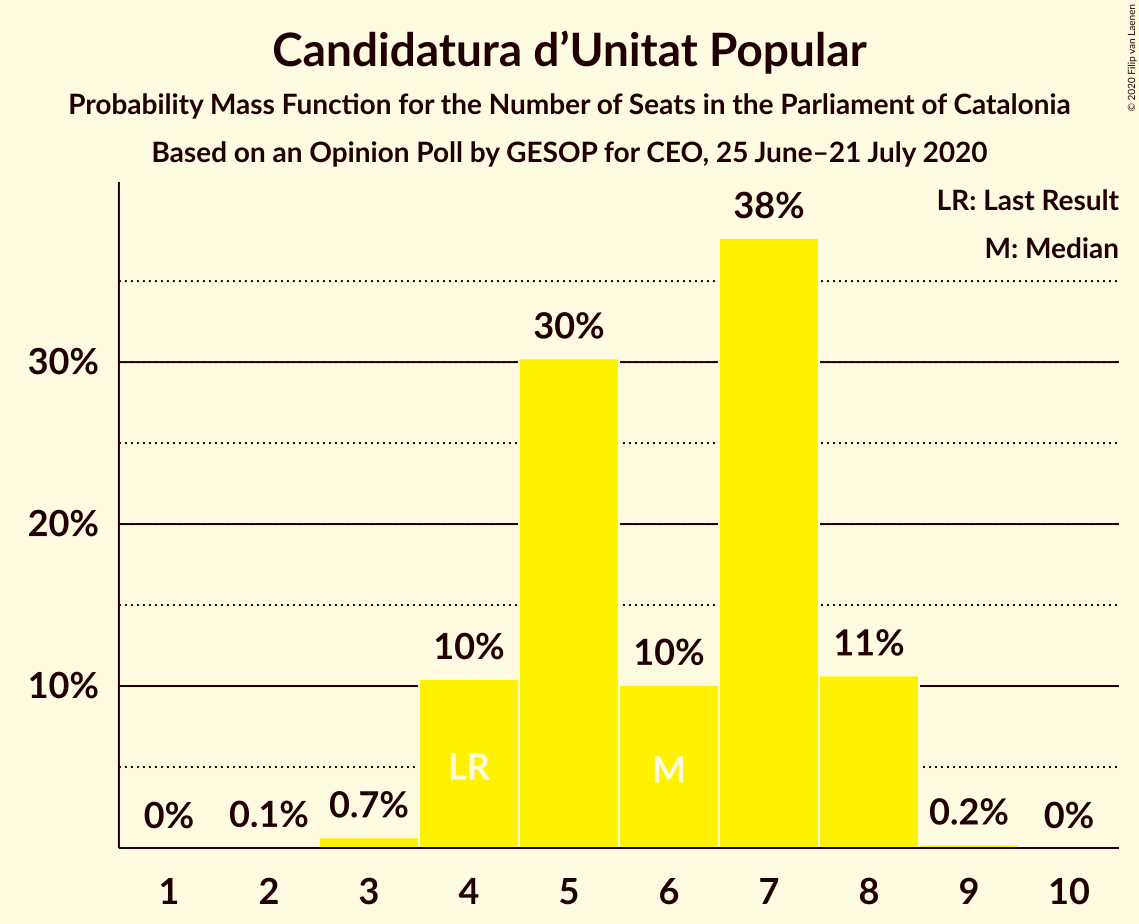 Candidatura d’Unitat Popular
Probability Mass Function for the Number of Seats in the Parliament of Catalonia
Based on an Opinion Poll by GESOP for CEO, 25 June–21 July 2020
© 2020 Filip van Laenen
LR: Last Result
M: Median
38%
30%
30%
20%
10%
10%
11%
10%
LR
M
0%
0.1%
0.7%
0.2%
0%
1 2 3 4 5 6 7 8 9 10